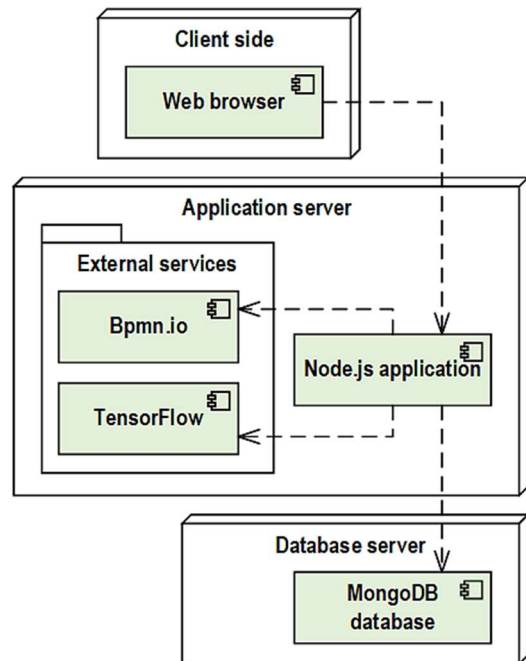 Client side
Web browser
Application server
External services
Bpmn.io
TensorFlow
Node.js application
Database server
MongoDB
database